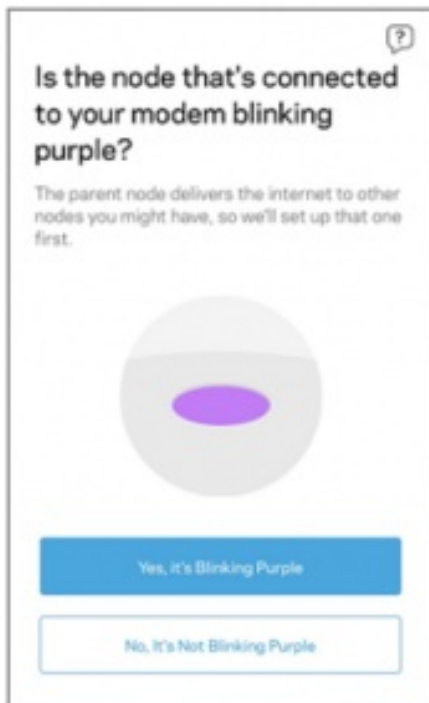 ?
Is the node that's connected
to your modem blinking
purple?
The parent node delivers the internet to other
nodes you might have, so we'll set up that one
first.
Yes, it's Blinking Purple
No, It's Not Blinking Purple